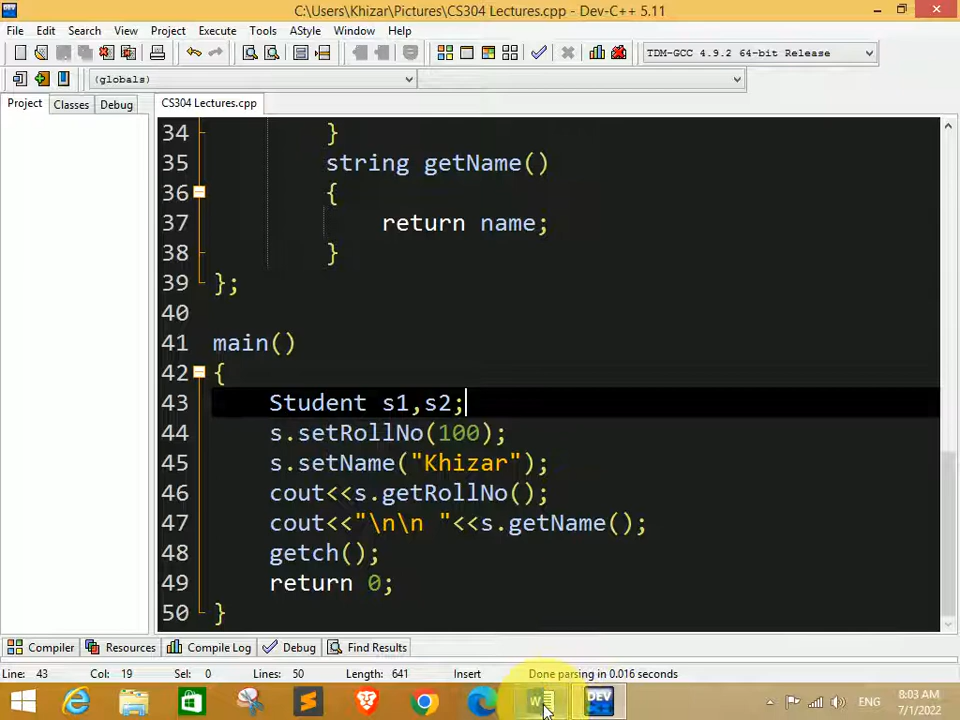 C:\Users\Khizar\Pictures\CS304 Lectures.cpp - Dev-C++ 5.11
File Edit Search View Project Execute Tools AStyle Window Help
TDM-GCC 4.9.2 64-bit Release
(globals)
Project Classes Debug CS304 Lectures.cpp
34 }
35 string getName()
36 {
37 return name;
38 }
39 };
40
41 main()
42 {
43 Student s1,s2;
44 s.setRollNo(100);
45 s.setName("Khizar");
46 cout<<s.getRollNo();
47 cout<<"\n\n "<<s.getName();
48 getch();
49 return 0;
50 }
Compiler Resources Compile Log Debug Find Results
Line: 43 Col: 19 Sel: 0 Lines: 50 Length: 641 Insert Done parsing in 0.016 seconds
DEV ENG 8:03 AM
7/1/2022